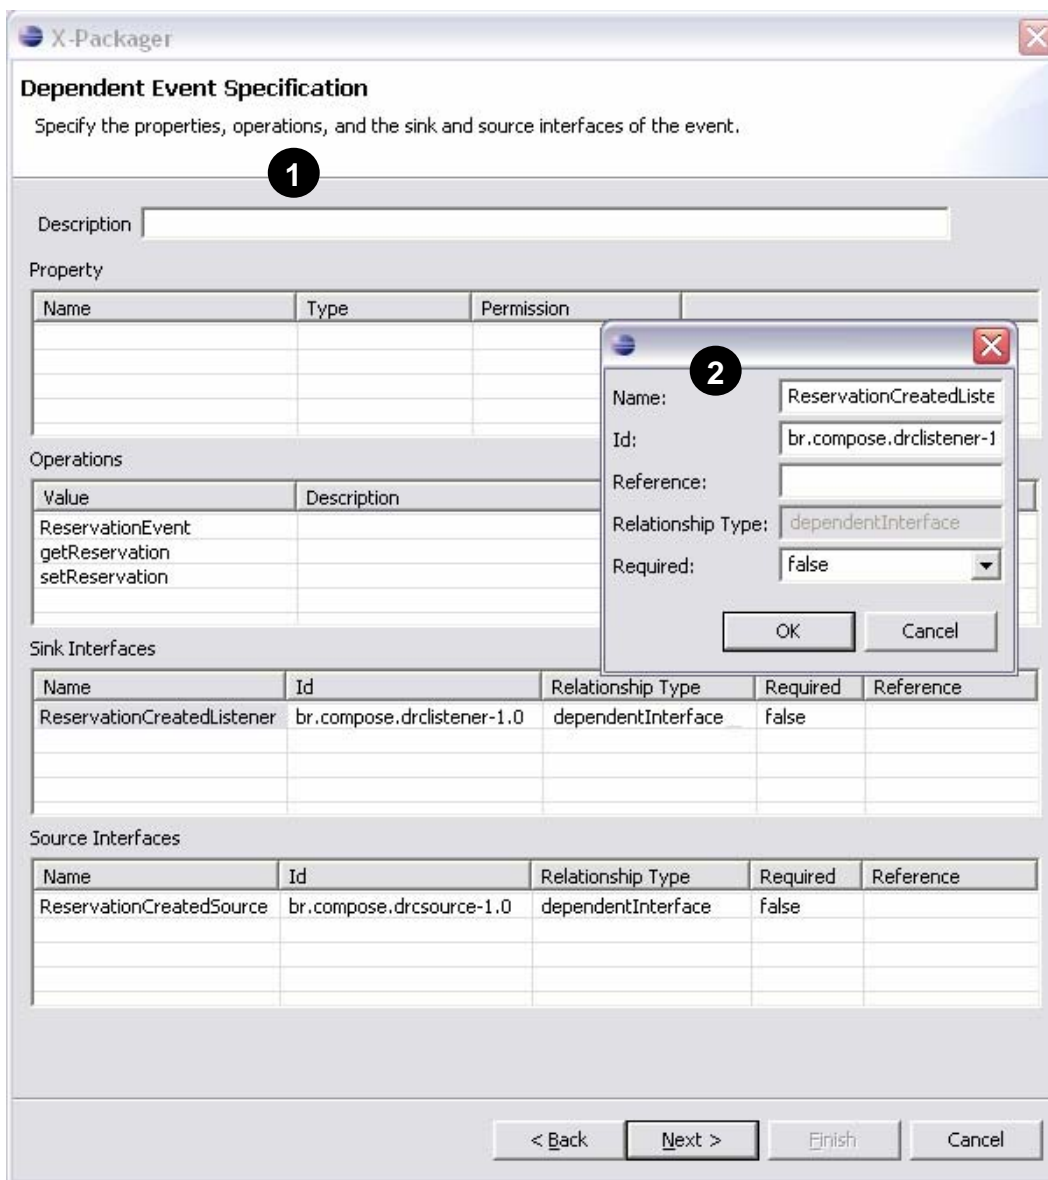 X-Packager
Dependent Event Specification
Specify the properties, operations, and the sink and source interfaces of the event.
1
Description
Property
Name Type Permission
2
Name: ReservationCreatedListe
Id: br.compose.drclistener-1
Reference:
Relationship Type: dependentInterface
Required: false
OK Cancel
Operations
Value Description
ReservationEvent
getReservation
setReservation
Sink Interfaces
Name Id Relationship Type Required Reference
ReservationCreatedListener br.compose.drclistener-1.0 dependentInterface false
Source Interfaces
Name Id Relationship Type Required Reference
ReservationCreatedSource br.compose.drcsource-1.0 dependentInterface false
< Back Next > Finish Cancel